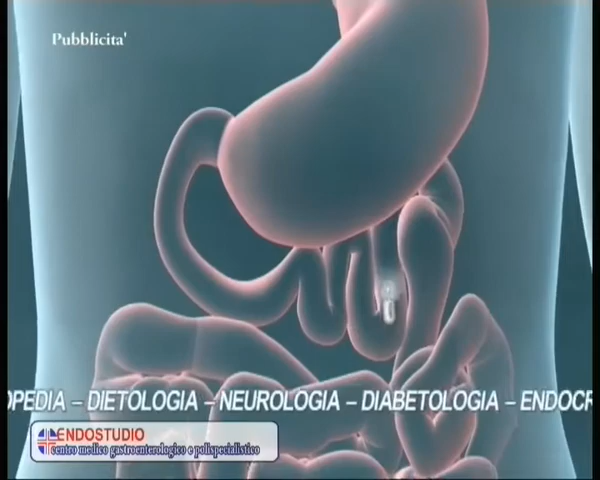 Pubblicita'
OPEDIA – DIETOLOGIA – NEUROLOGIA – DIABETOLOGIA – ENDOCR
ENDOSTUDIO
centro medico gastroenterologico e polispecialistico